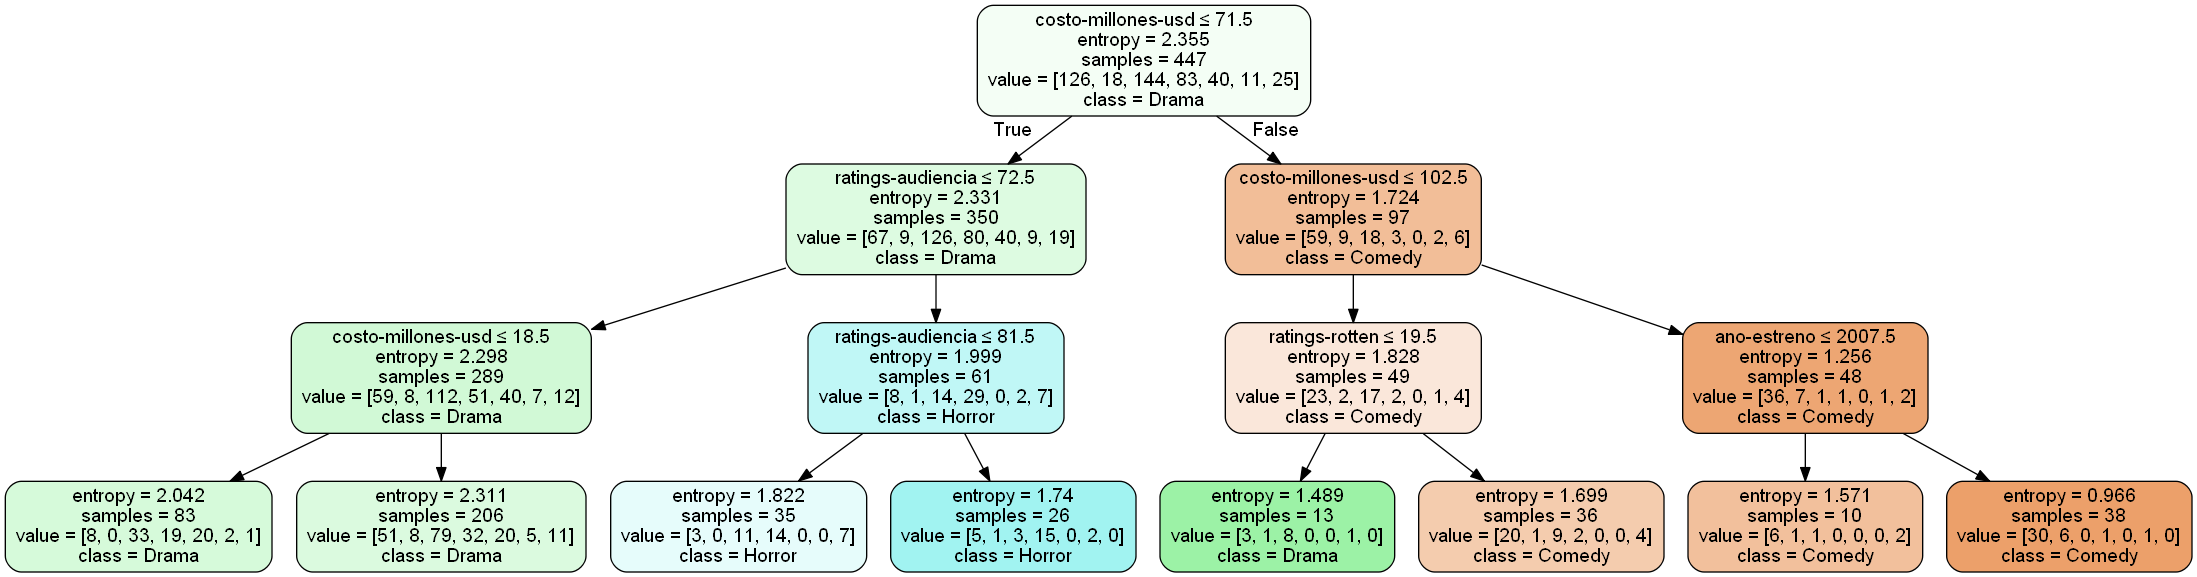 costo-millones-usd ≤ 71.5
entropy = 2.355
samples = 447
value = [126, 18, 144, 83, 40, 11, 25]
class = Drama
True
False
ratings-audiencia ≤ 72.5
entropy = 2.331
samples = 350
value = [67, 9, 126, 80, 40, 9, 19]
class = Drama
costo-millones-usd ≤ 102.5
entropy = 1.724
samples = 97
value = [59, 9, 18, 3, 0, 2, 6]
class = Comedy
costo-millones-usd ≤ 18.5
entropy = 2.298
samples = 289
value = [59, 8, 112, 51, 40, 7, 12]
class = Drama
ratings-audiencia ≤ 81.5
entropy = 1.999
samples = 61
value = [8, 1, 14, 29, 0, 2, 7]
class = Horror
ratings-rotten ≤ 19.5
entropy = 1.828
samples = 49
value = [23, 2, 17, 2, 0, 1, 4]
class = Comedy
ano-estreno ≤ 2007.5
entropy = 1.256
samples = 48
value = [36, 7, 1, 1, 0, 1, 2]
class = Comedy
entropy = 2.042
samples = 83
value = [8, 0, 33, 19, 20, 2, 1]
class = Drama
entropy = 2.311
samples = 206
value = [51, 8, 79, 32, 20, 5, 11]
class = Drama
entropy = 1.822
samples = 35
value = [3, 0, 11, 14, 0, 0, 7]
class = Horror
entropy = 1.74
samples = 26
value = [5, 1, 3, 15, 0, 2, 0]
class = Horror
entropy = 1.489
samples = 13
value = [3, 1, 8, 0, 0, 1, 0]
class = Drama
entropy = 1.699
samples = 36
value = [20, 1, 9, 2, 0, 0, 4]
class = Comedy
entropy = 1.571
samples = 10
value = [6, 1, 1, 0, 0, 0, 2]
class = Comedy
entropy = 0.966
samples = 38
value = [30, 6, 0, 1, 0, 1, 0]
class = Comedy